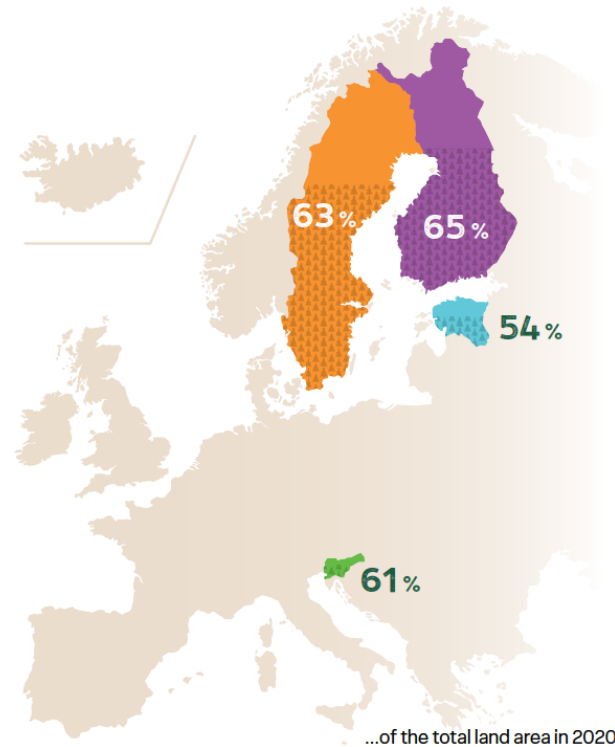 63%
65%
54%
61%
...of the total land area in 2020